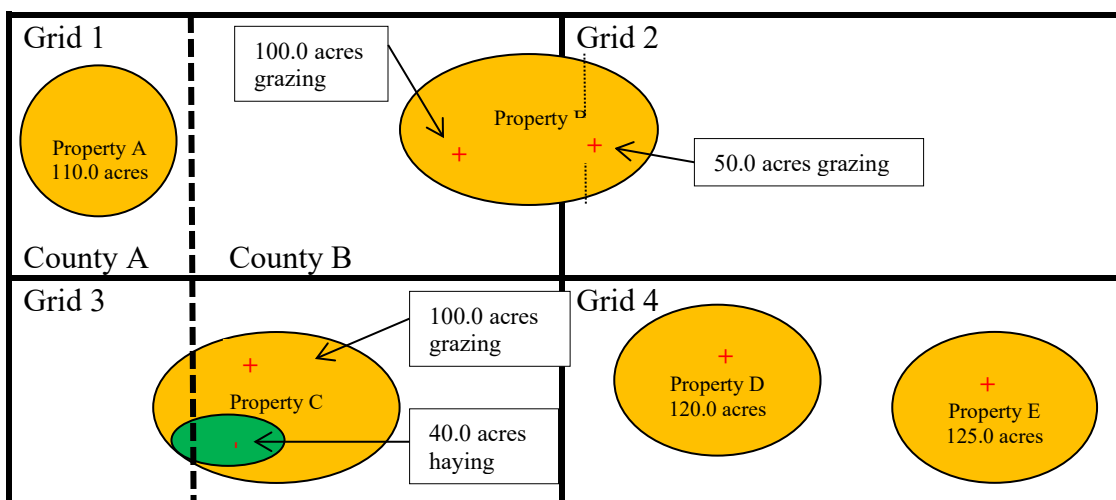 Grid 1
Grid 2
100.0 acres
grazing
Property
Property A
110.0 acres
50.0 acres grazing
County A
County B
Grid 3
Grid 4
100.0 acres
grazing
Property C
Property D
120.0 acres
Property E
125.0 acres
40.0 acres
haying